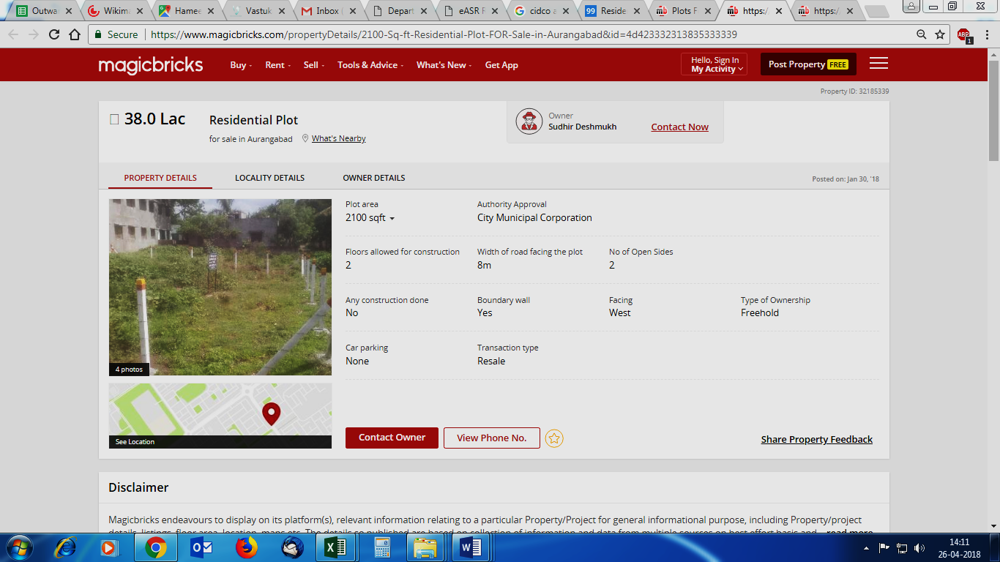 Outwa
Wikima
Hamee
Vastuk
Inbox (
Depart
eASR F
cidco a
99 Reside
mb Plots F
mb https:/
mb https:/
Secure https://www.magicbricks.com/propertyDetails/2100-Sq-ft-Residential-Plot-FOR-Sale-in-Aurangabad&id=4d423332313835333339
ABP 1
magicbricks Buy Rent Sell Tools & Advice What's New Get App
Hello, Sign In
My Activity
Post Property FREE
Property ID: 32185339
38.0 Lac Residential Plot
for sale in Aurangabad What's Nearby
Owner
Sudhir Deshmukh Contact Now
PROPERTY DETAILS LOCALITY DETAILS OWNER DETAILS Posted on: Jan 30, '18
Plot area Authority Approval
2100 sqft City Municipal Corporation
Floors allowed for construction Width of road facing the plot No of Open Sides
2 8m 2
Any construction done Boundary wall Facing Type of Ownership
No Yes West Freehold
Car parking Transaction type
None Resale
4 photos
See Location
Contact Owner View Phone No. Share Property Feedback
Disclaimer
Magicbricks endeavours to display on its platform(s), relevant information relating to a particular Property/Project for general informational purpose, including Property/project
details, listings, floor area, location, maps etc. The details so published are based on collection of information and data from multiple sources on best effort basis and ... read more
14:11
26-04-2018